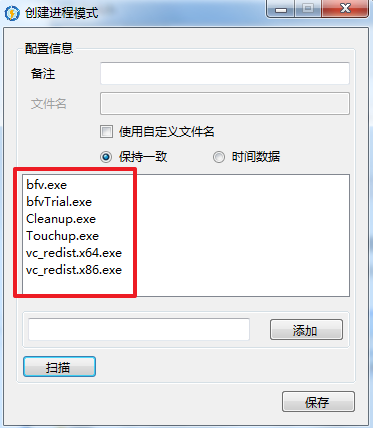 创建进程模式
配置信息
备注
文件名
使用自定义文件名
保持一致 时间数据
bfv.exe
bfvTrial.exe
Cleanup.exe
Touchup.exe
vc_redist.x64.exe
vc_redist.x86.exe
添加
扫描
保存